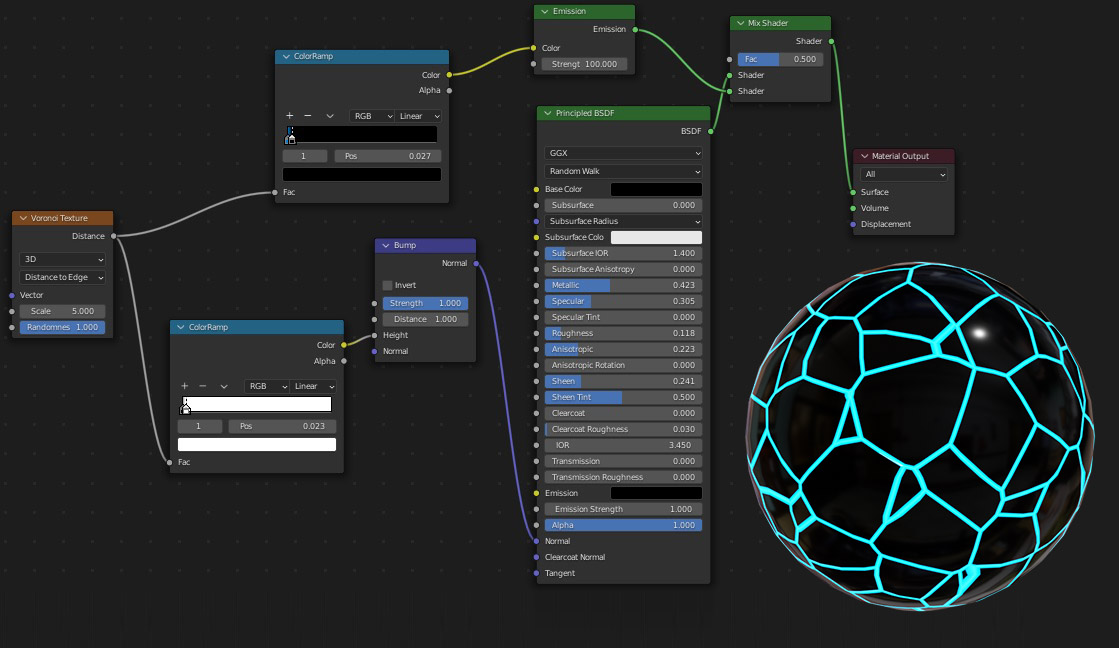 Emission
Emission
Color
Strengt 100.000
Mix Shader
Shader
Fac 0.500
Shader
Shader
ColorRamp
Color
Alpha
RGB Linear
1 Pos 0.027
Fac
Principled BSDF
BSDF
GGX
Random Walk
Base Color
Subsurface 0.000
Subsurface Radius
Subsurface Colo
Subsurface IOR 1.400
Subsurface Anisotropy 0.000
Metallic 0.423
Specular 0.305
Specular Tint 0.000
Roughness 0.118
Anisotropic 0.223
Anisotropic Rotation 0.000
Sheen 0.241
Sheen Tint 0.500
Clearcoat 0.000
Clearcoat Roughness 0.030
IOR 3.450
Transmission 0.000
Transmission Roughness 0.000
Emission
Emission Strength 1.000
Alpha 1.000
Normal
Clearcoat Normal
Tangent
Material Output
All
Surface
Volume
Displacement
Voronoi Texture
Distance
3D
Distance to Edge
Vector
Scale 5.000
Randomnes 1.000
Bump
Normal
Invert
Strength 1.000
Distance 1.000
Height
Normal
ColorRamp
Color
Alpha
RGB Linear
1 Pos 0.023
Fac